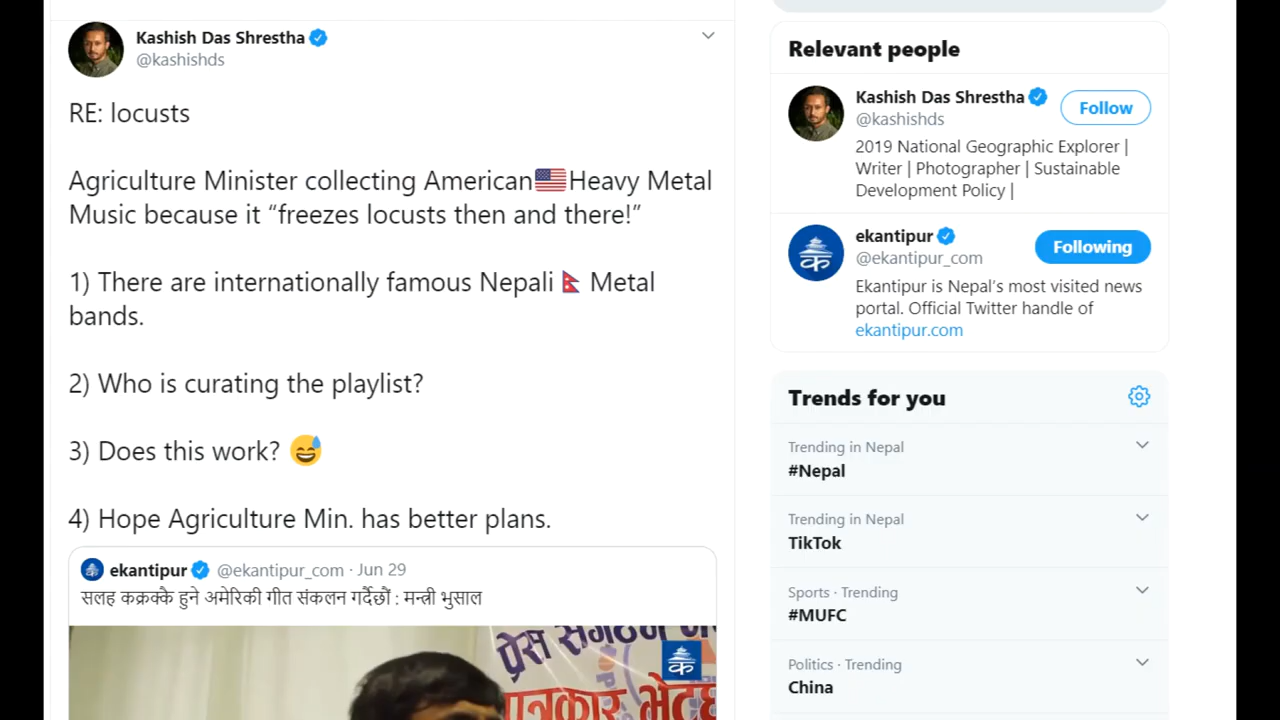 Kashish Das Shrestha
@kashishds
RE: locusts
Agriculture Minister collecting American🇺🇸Heavy Metal
Music because it “freezes locusts then and there!”
1) There are internationally famous Nepali 🇳🇵 Metal
bands.
2) Who is curating the playlist?
3) Does this work? 😅
4) Hope Agriculture Min. has better plans.
ekantipur @ekantipur_com · Jun 29
सलह कक्रक्कै हुने अमेरिकी गीत संकलन गर्दैछौं : मन्त्री भुसाल
प्रेस संगठन
पत्रकार
क
Relevant people
Kashish Das Shrestha
@kashishds
Follow
2019 National Geographic Explorer |
Writer | Photographer | Sustainable
Development Policy |
क
ekantipur
@ekantipur_com
Following
Ekantipur is Nepal’s most visited news
portal. Official Twitter handle of
ekantipur.com
Trends for you
Trending in Nepal
#Nepal
Trending in Nepal
TikTok
Sports · Trending
#MUFC
Politics · Trending
China